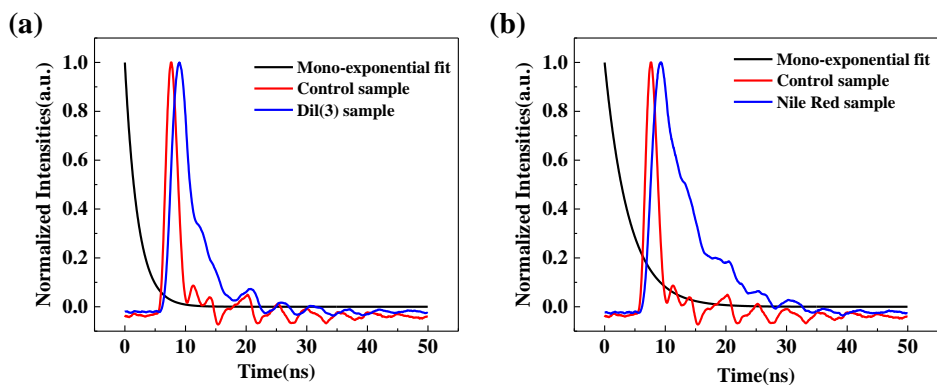 (a)
Normalized Intensities(a.u.)
1.0
0.8
0.6
0.4
0.2
0.0
Mono-exponential fit
Control sample
Dil(3) sample
0 10 20 30 40 50
Time(ns)
(b)
Normalized Intensities(a.u.)
1.0
0.8
0.6
0.4
0.2
0.0
Mono-exponential fit
Control sample
Nile Red sample
0 10 20 30 40 50
Time(ns)